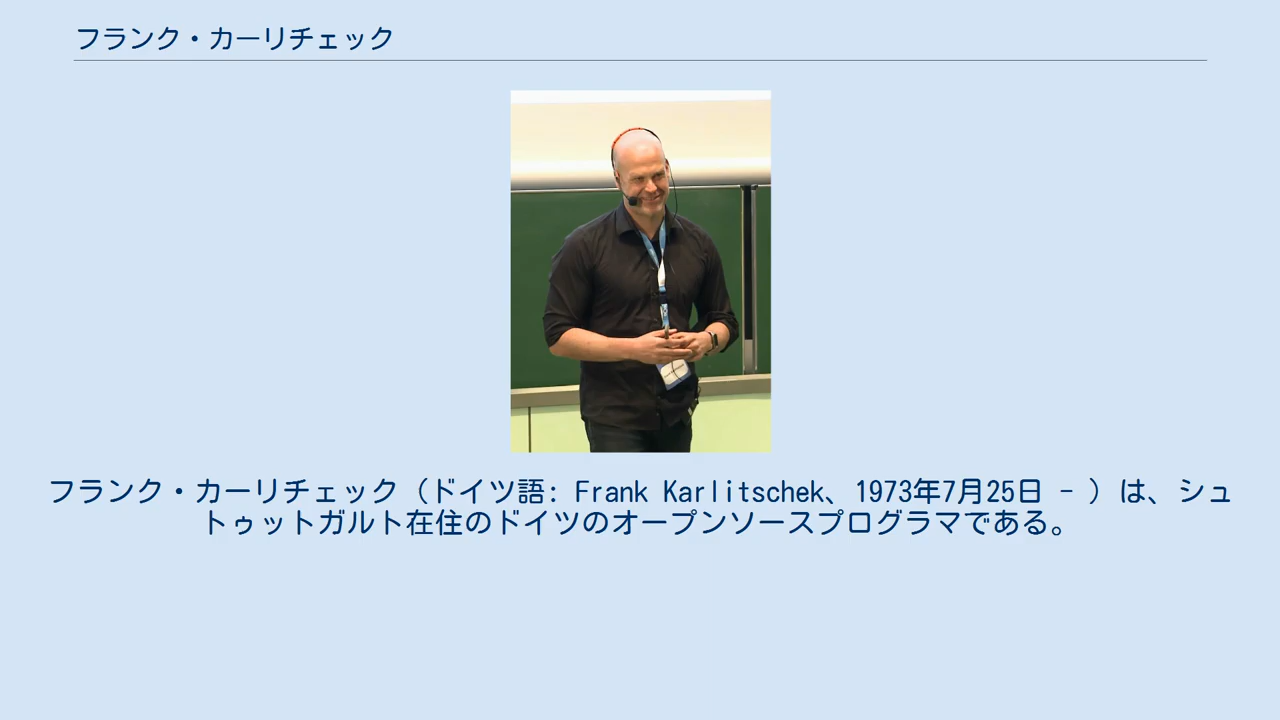 フランク・カーリチェック
フランク・カーリチェック（ドイツ語: Frank Karlitschek、1973年7月25日 - ）は、シュ
トゥットガルト在住のドイツのオープンソースプログラマである。